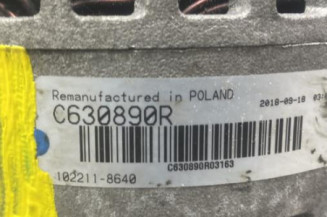 Remanufactured in POLAND 2018-09-10
C630890R
C630890R03163
102211-8640